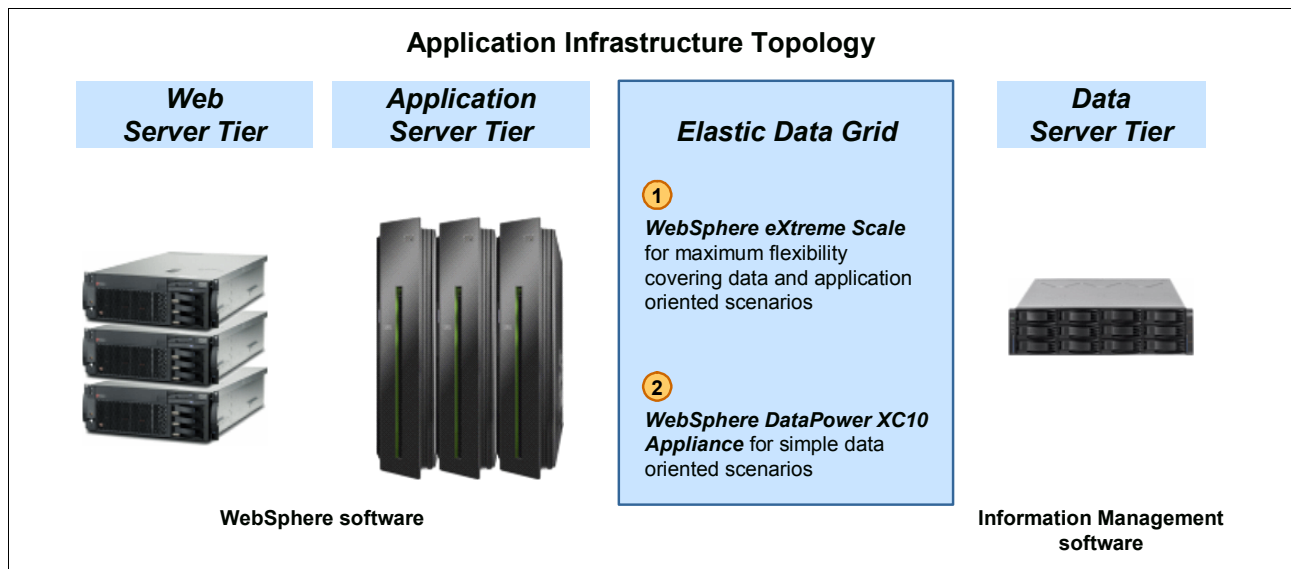 Application Infrastructure Topology
Web
Server Tier
Application
Server Tier
Elastic Data Grid
1
WebSphere eXtreme Scale
for maximum flexibility
covering data and application
oriented scenarios
2
WebSphere DataPower XC10
Appliance for simple data
oriented scenarios
Data
Server Tier
WebSphere software
Information Management
software